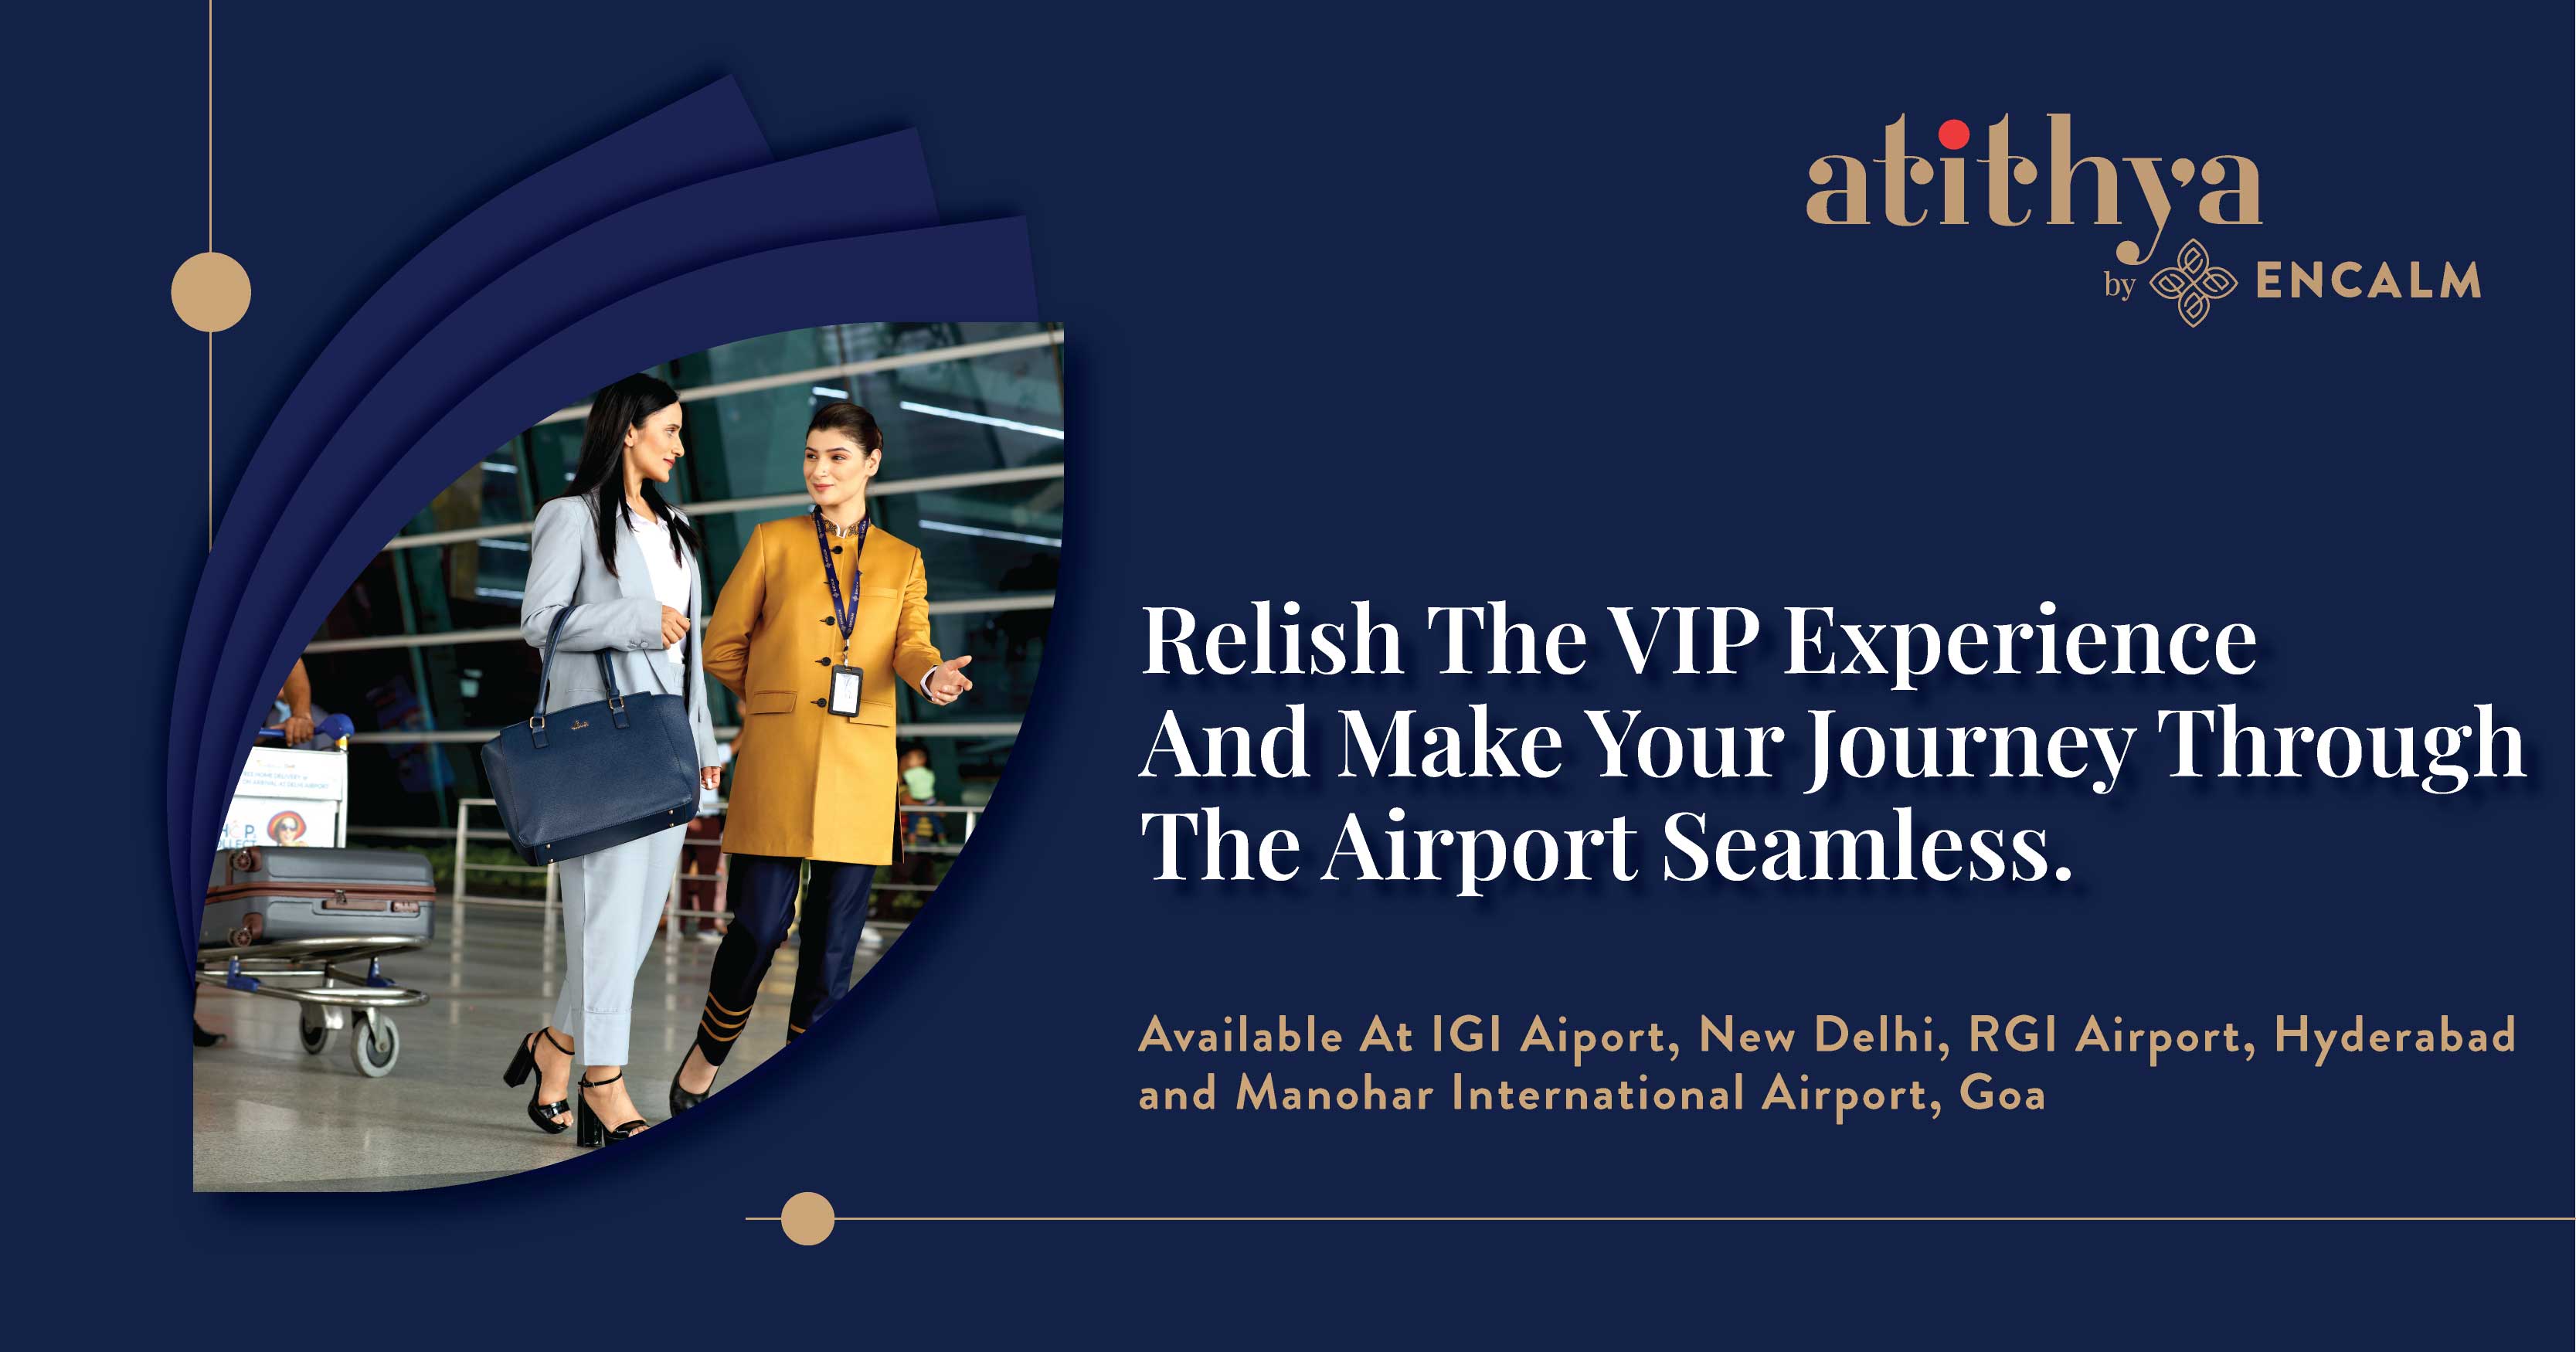 atithya
by ENCALM
Relish The VIP Experience
And Make Your Journey Through
The Airport Seamless.
Available At IGI Aiport, New Delhi, RGI Airport, Hyderabad
and Manohar International Airport, Goa